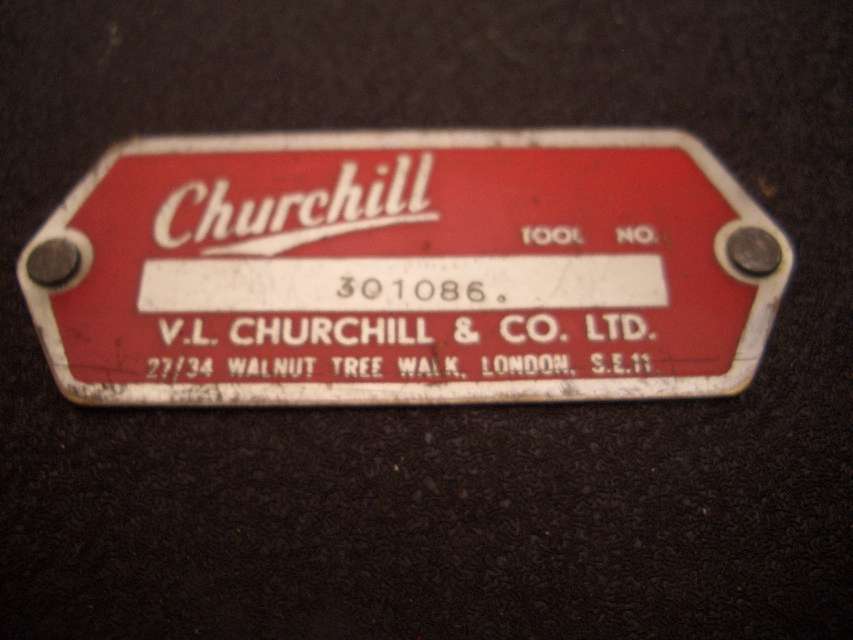 Churchill
TOOL NO.
301086.
V.L. CHURCHILL & CO. LTD.
27/34 WALNUT TREE WALK, LONDON, S.E.11